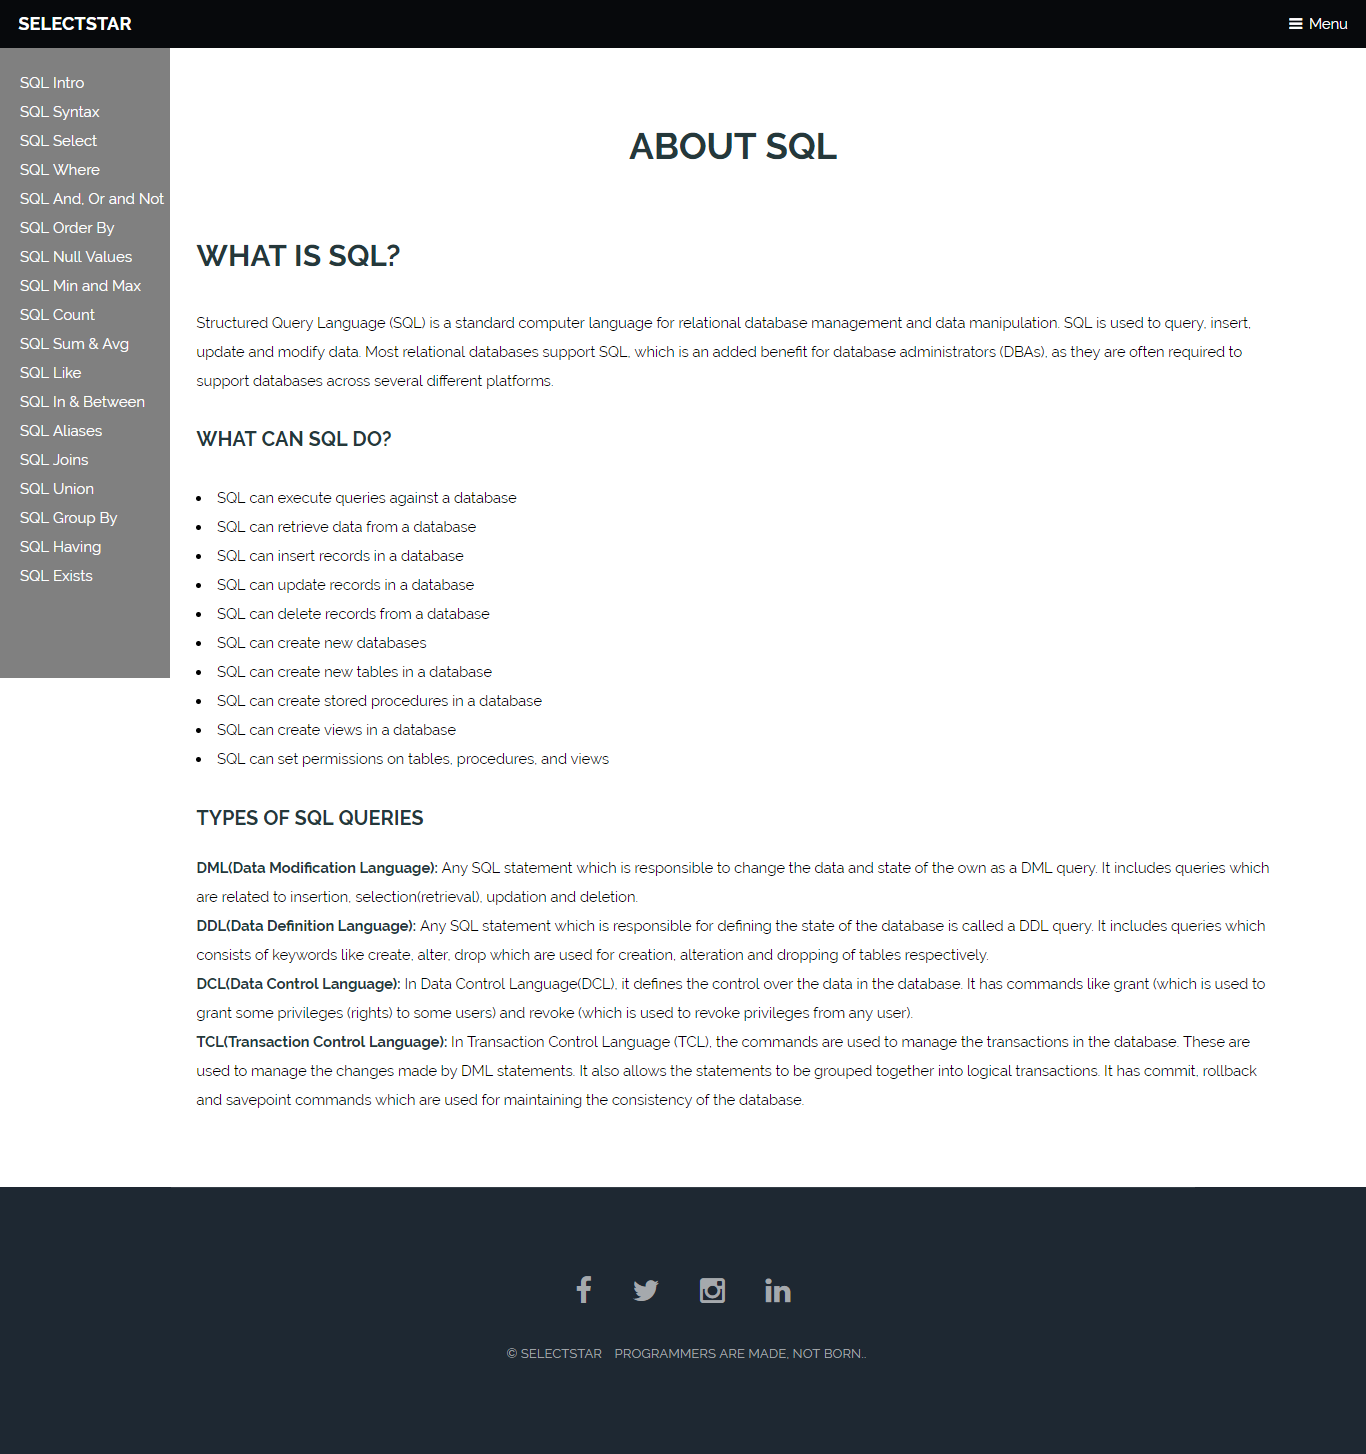 SELECTSTAR
Menu
SQL Intro
SQL Syntax
SQL Select
SQL Where
SQL And, Or and Not
SQL Order By
SQL Null Values
SQL Min and Max
SQL Count
SQL Sum & Avg
SQL Like
SQL In & Between
SQL Aliases
SQL Joins
SQL Union
SQL Group By
SQL Having
SQL Exists
ABOUT SQL
WHAT IS SQL?
Structured Query Language (SQL) is a standard computer language for relational database management and data manipulation. SQL is used to query, insert,
update and modify data. Most relational databases support SQL, which is an added benefit for database administrators (DBAs), as they are often required to
support databases across several different platforms.
WHAT CAN SQL DO?
• SQL can execute queries against a database
• SQL can retrieve data from a database
• SQL can insert records in a database
• SQL can update records in a database
• SQL can delete records from a database
• SQL can create new databases
• SQL can create new tables in a database
• SQL can create stored procedures in a database
• SQL can create views in a database
• SQL can set permissions on tables, procedures, and views
TYPES OF SQL QUERIES
DML(Data Modification Language): Any SQL statement which is responsible to change the data and state of the own as a DML query. It includes queries which
are related to insertion, selection(retrieval), updation and deletion.
DDL(Data Definition Language): Any SQL statement which is responsible for defining the state of the database is called a DDL query. It includes queries which
consists of keywords like create, alter, drop which are used for creation, alteration and dropping of tables respectively.
DCL(Data Control Language): In Data Control Language(DCL), it defines the control over the data in the database. It has commands like grant (which is used to
grant some privileges (rights) to some users) and revoke (which is used to revoke privileges from any user).
TCL(Transaction Control Language): In Transaction Control Language (TCL), the commands are used to manage the transactions in the database. These are
used to manage the changes made by DML statements. It also allows the statements to be grouped together into logical transactions. It has commit, rollback
and savepoint commands which are used for maintaining the consistency of the database.
© SELECTSTAR PROGRAMMERS ARE MADE, NOT BORN..